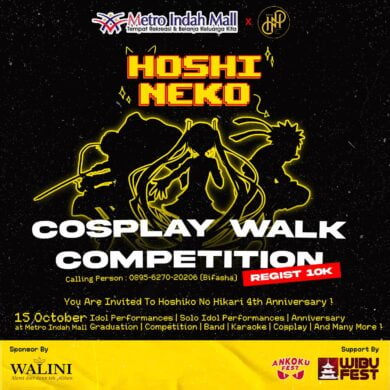 Metro Indah Mall
Tempat Rekreasi & Belanja Keluarga Kita
X
HOSHI
NEKO
COSPLAY WALK
COMPETITION
Calling Person : 0895-6270-20206 (Bifasha)
REGIST 10K
You Are Invited To Hoshiko No Hikari 4th Anniversary }
15 October
at Metro Indah Mall
Idol Performances | Solo Idol Performances | Anniversary
Graduation | Competition | Band | Karaoke | Cosplay | And Many More }
Sponsor By
Support By
WALINI
ANKOKU
FEST
WIBU
FEST